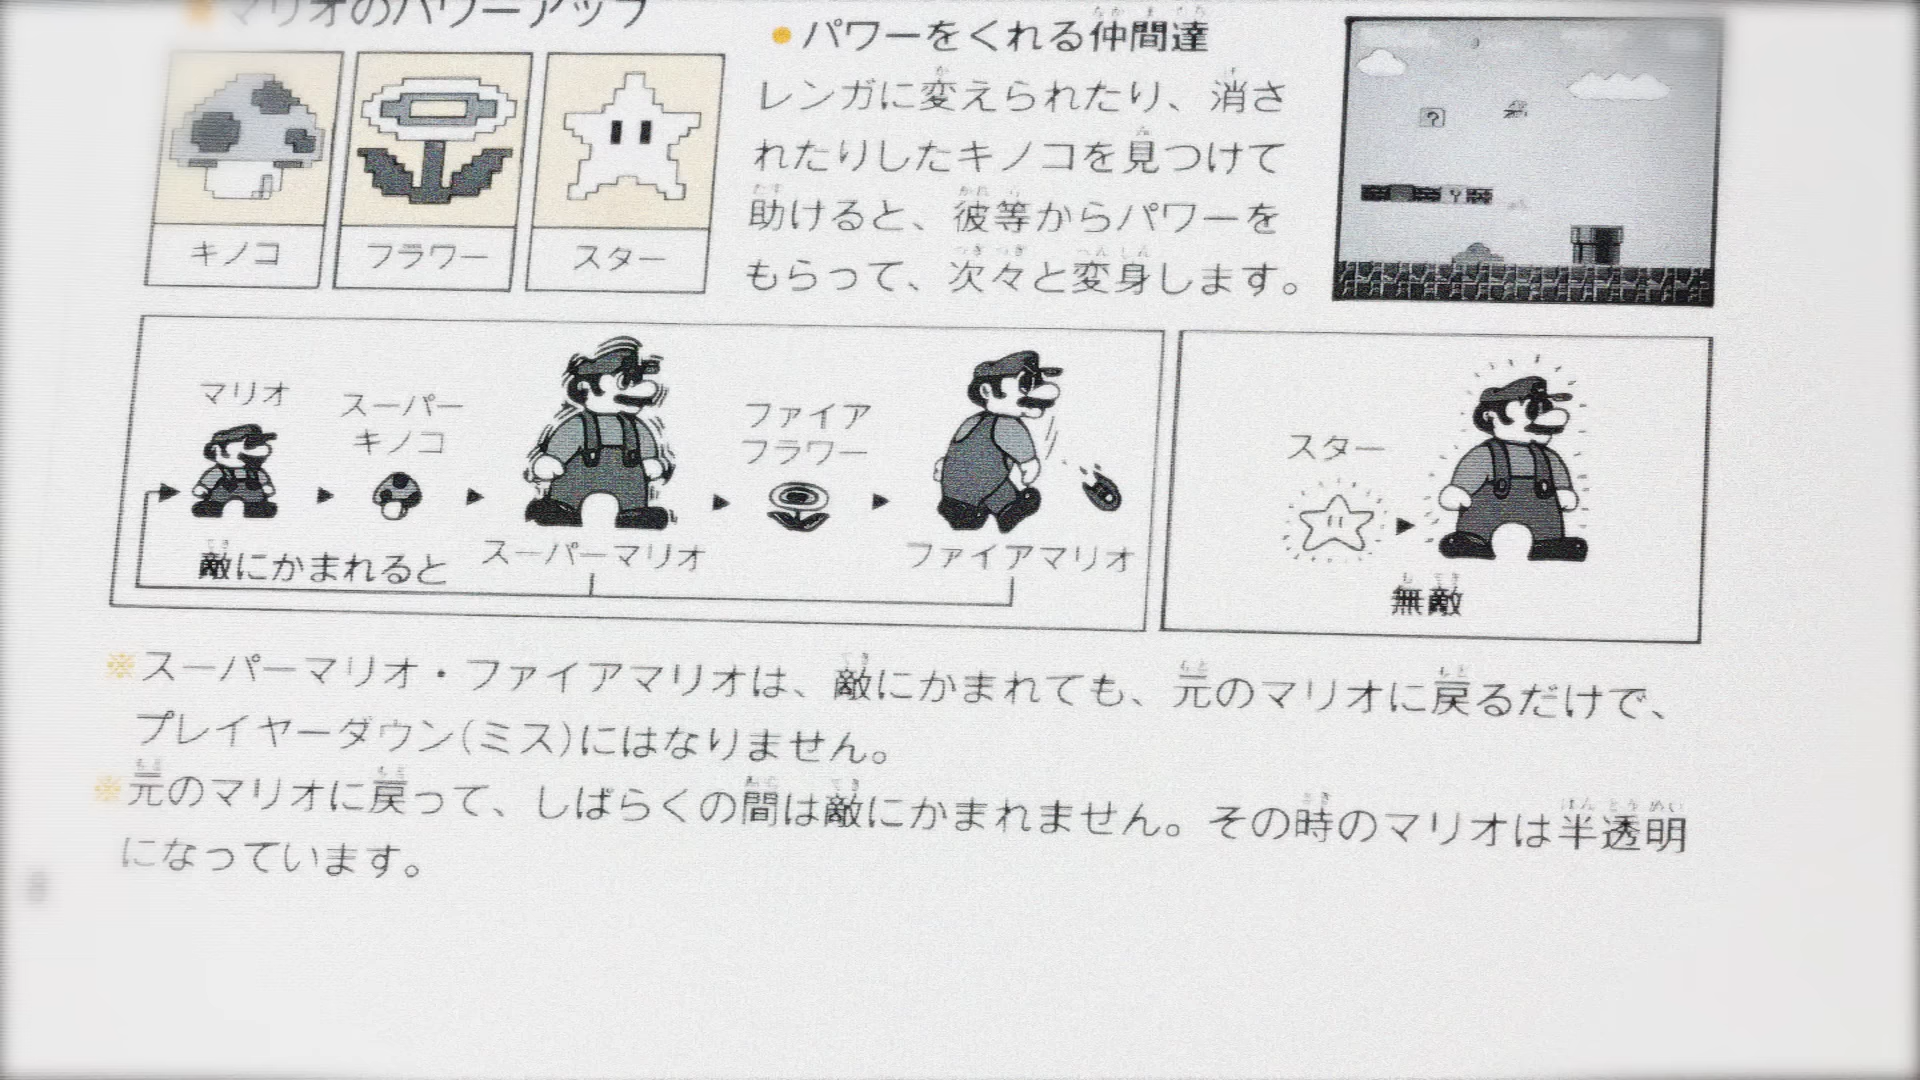 マリオのパワーアップ
キノコ
フラワー
スター
●パワーをくれる仲間達
レンガに変えられたり、消さ
れたりしたキノコを見つけて
助けると、彼等からパワーを
もらって、次々と変身します。
マリオ
スーパー
キノコ
スーパーマリオ
ファイア
フラワー
ファイアマリオ
敵にかまれると
スター
無敵
※スーパーマリオ・ファイアマリオは、敵にかまれても、元のマリオに戻るだけで、
プレイヤーダウン(ミス)にはなりません。
※元のマリオに戻って、しばらくの間は敵にかまれません。その時のマリオは半透明
になっています。